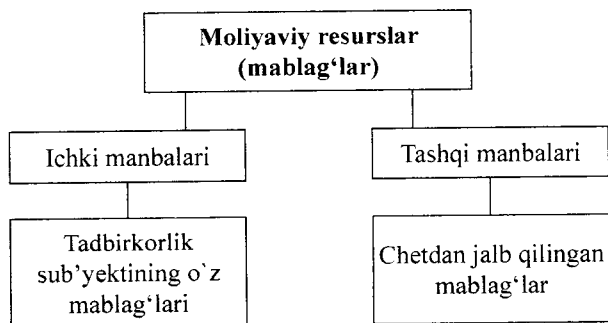 Moliyaviy resurslar
(mablag‘lar)
Ichki manbalari
Tashqi manbalari
Tadbirkorlik
sub’yektining o`z
mablag‘lari
Chetdan jalb qilingan
mablag‘lar